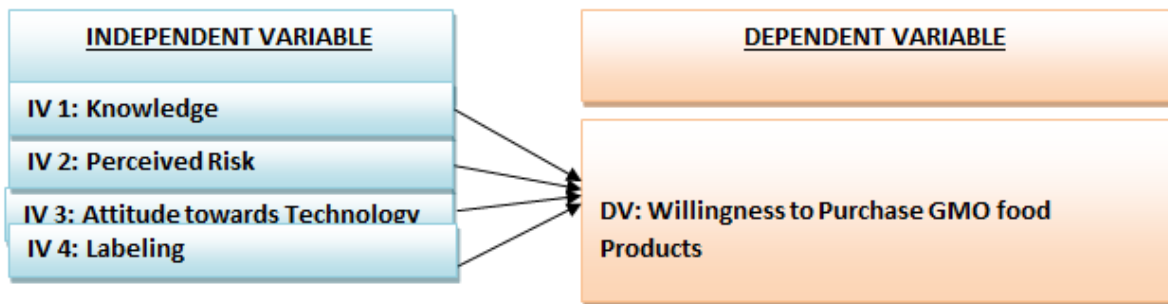 INDEPENDENT VARIABLE
IV 1: Knowledge
IV 2: Perceived Risk
IV 3: Attitude towards Technology
IV 4: Labeling
DEPENDENT VARIABLE
DV: Willingness to Purchase GMO food
Products